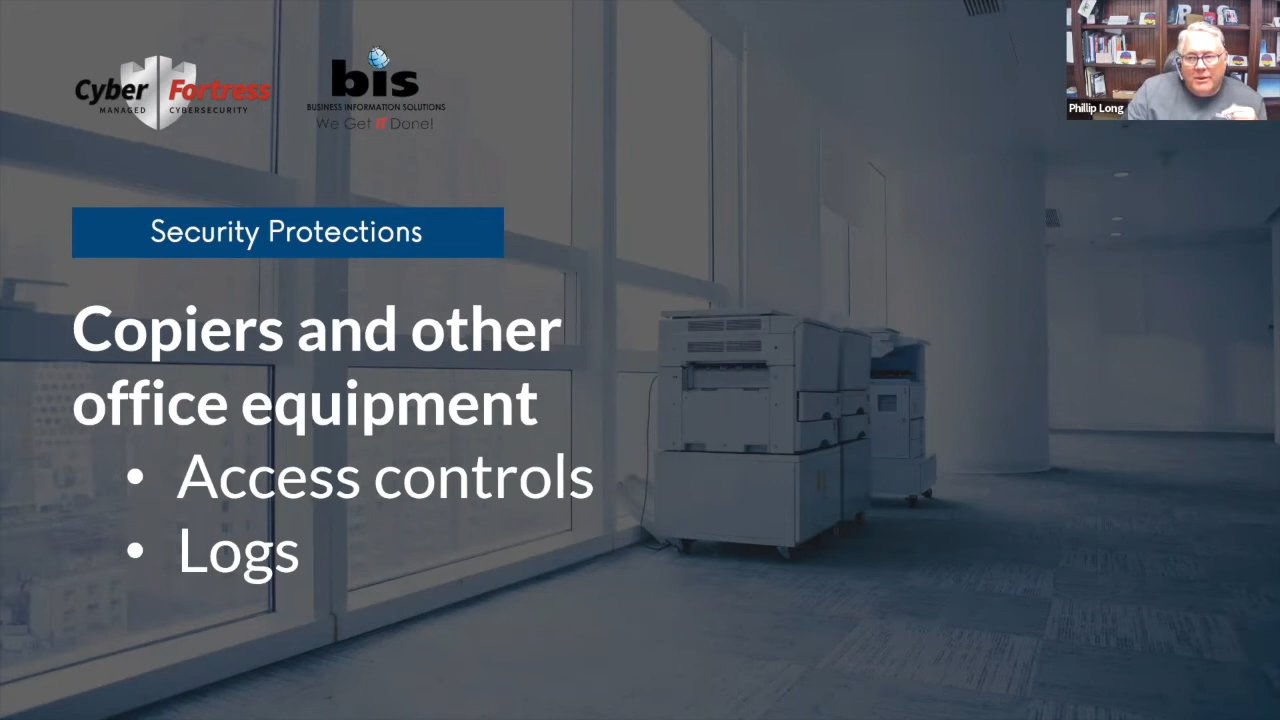 Cyber Fortress
MANAGED CYBERSECURITY
bis
BUSINESS INFORMATION SOLUTIONS
We Get IT Done!
Phillip Long
Security Protections
Copiers and other
office equipment
• Access controls
• Logs